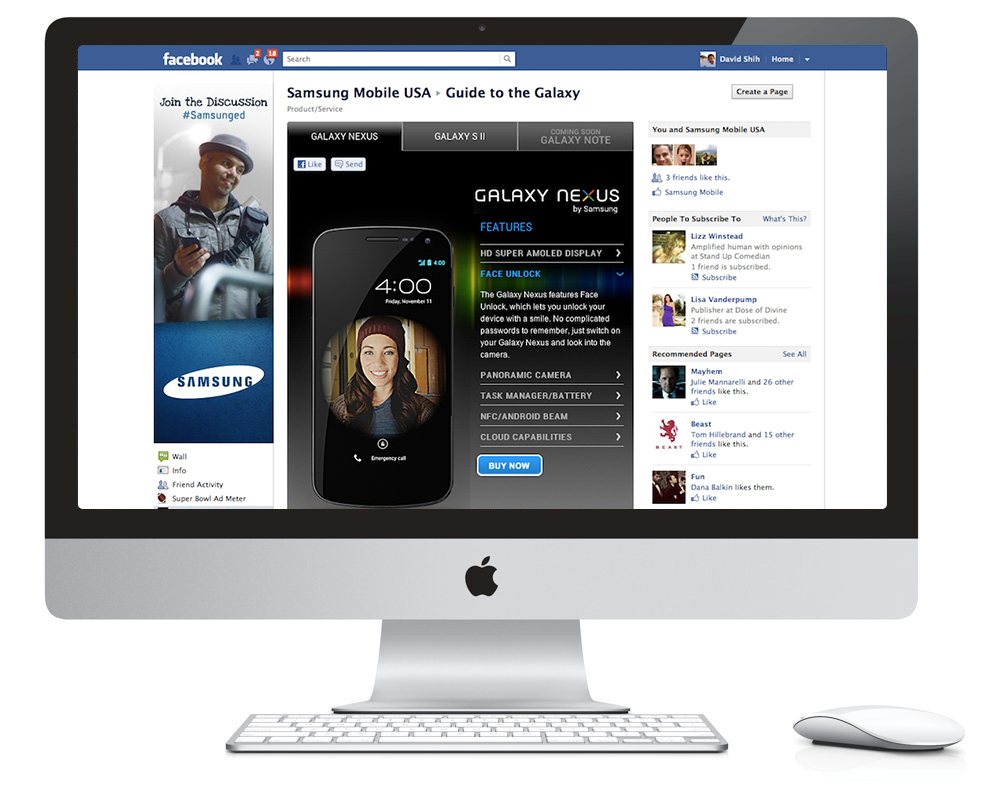 facebook
2
18
Search
David Shih
Home
Join the Discussion
#Samsunged
SAMSUNG
Wall
Info
Friend Activity
Super Bowl Ad Meter
Samsung Mobile USA ▸ Guide to the Galaxy
Product/Service
Create a Page
GALAXY NEXUS
GALAXY S II
COMING SOON
GALAXY NOTE
Like
Send
GALAXY NEXUS
by Samsung
4:00
4:00
Friday, November 11
Emergency call
FEATURES
HD SUPER AMOLED DISPLAY
FACE UNLOCK
The Galaxy Nexus features Face
Unlock, which lets you unlock your
device with a smile. No complicated
passwords to remember, just switch on
your Galaxy Nexus and look into the
camera.
PANORAMIC CAMERA
TASK MANAGER/BATTERY
NFC/ANDROID BEAM
CLOUD CAPABILITIES
BUY NOW
You and Samsung Mobile USA
3 friends like this.
Samsung Mobile
People To Subscribe To
What's This?
Lizz Winstead
Amplified human with opinions
at Stand Up Comedian
1 friend is subscribed.
Subscribe
Lisa Vanderpump
Publisher at Dose of Divine
2 friends are subscribed.
Subscribe
Recommended Pages
See All
Mayhem
Julie Mannarelli and 26 other
friends like this.
Like
BEAST
Beast
Tom Hillebrand and 15 other
friends like this.
Like
Fun
Dana Balkin likes them.
Like